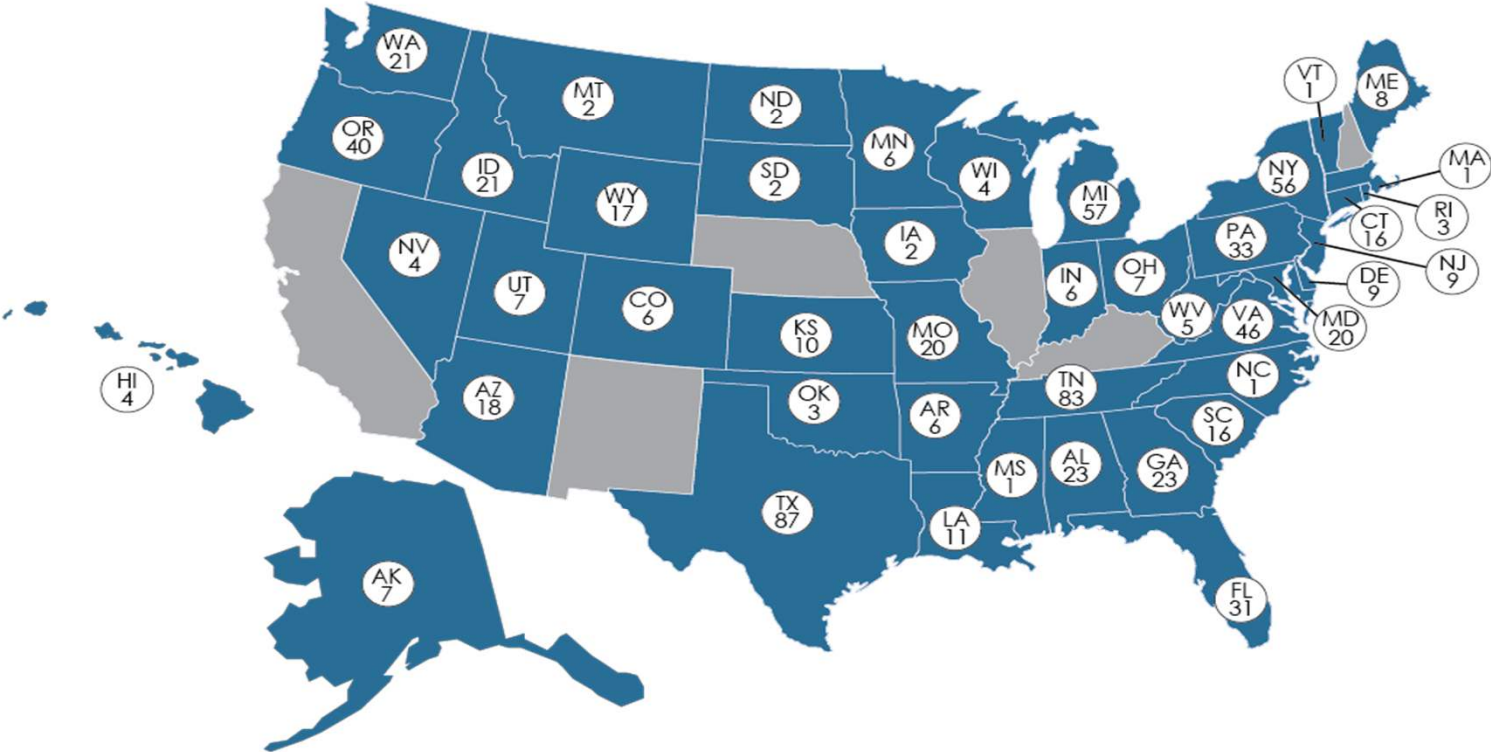 WA
21
MT
2
ND
2
MN
6
VT
1
ME
8
OR
40
ID
21
WY
17
SD
2
WI
4
MI
57
NY
56
MA
1
RI
3
CT
16
NV
4
UT
7
CO
6
IA
2
IN
6
OH
7
PA
33
NJ
9
DE
9
MD
20
KS
10
MO
20
WV
5
VA
46
HI
4
AZ
18
OK
3
AR
6
TN
83
NC
1
SC
16
TX
87
LA
11
MS
1
AL
23
GA
23
AK
7
FL
31